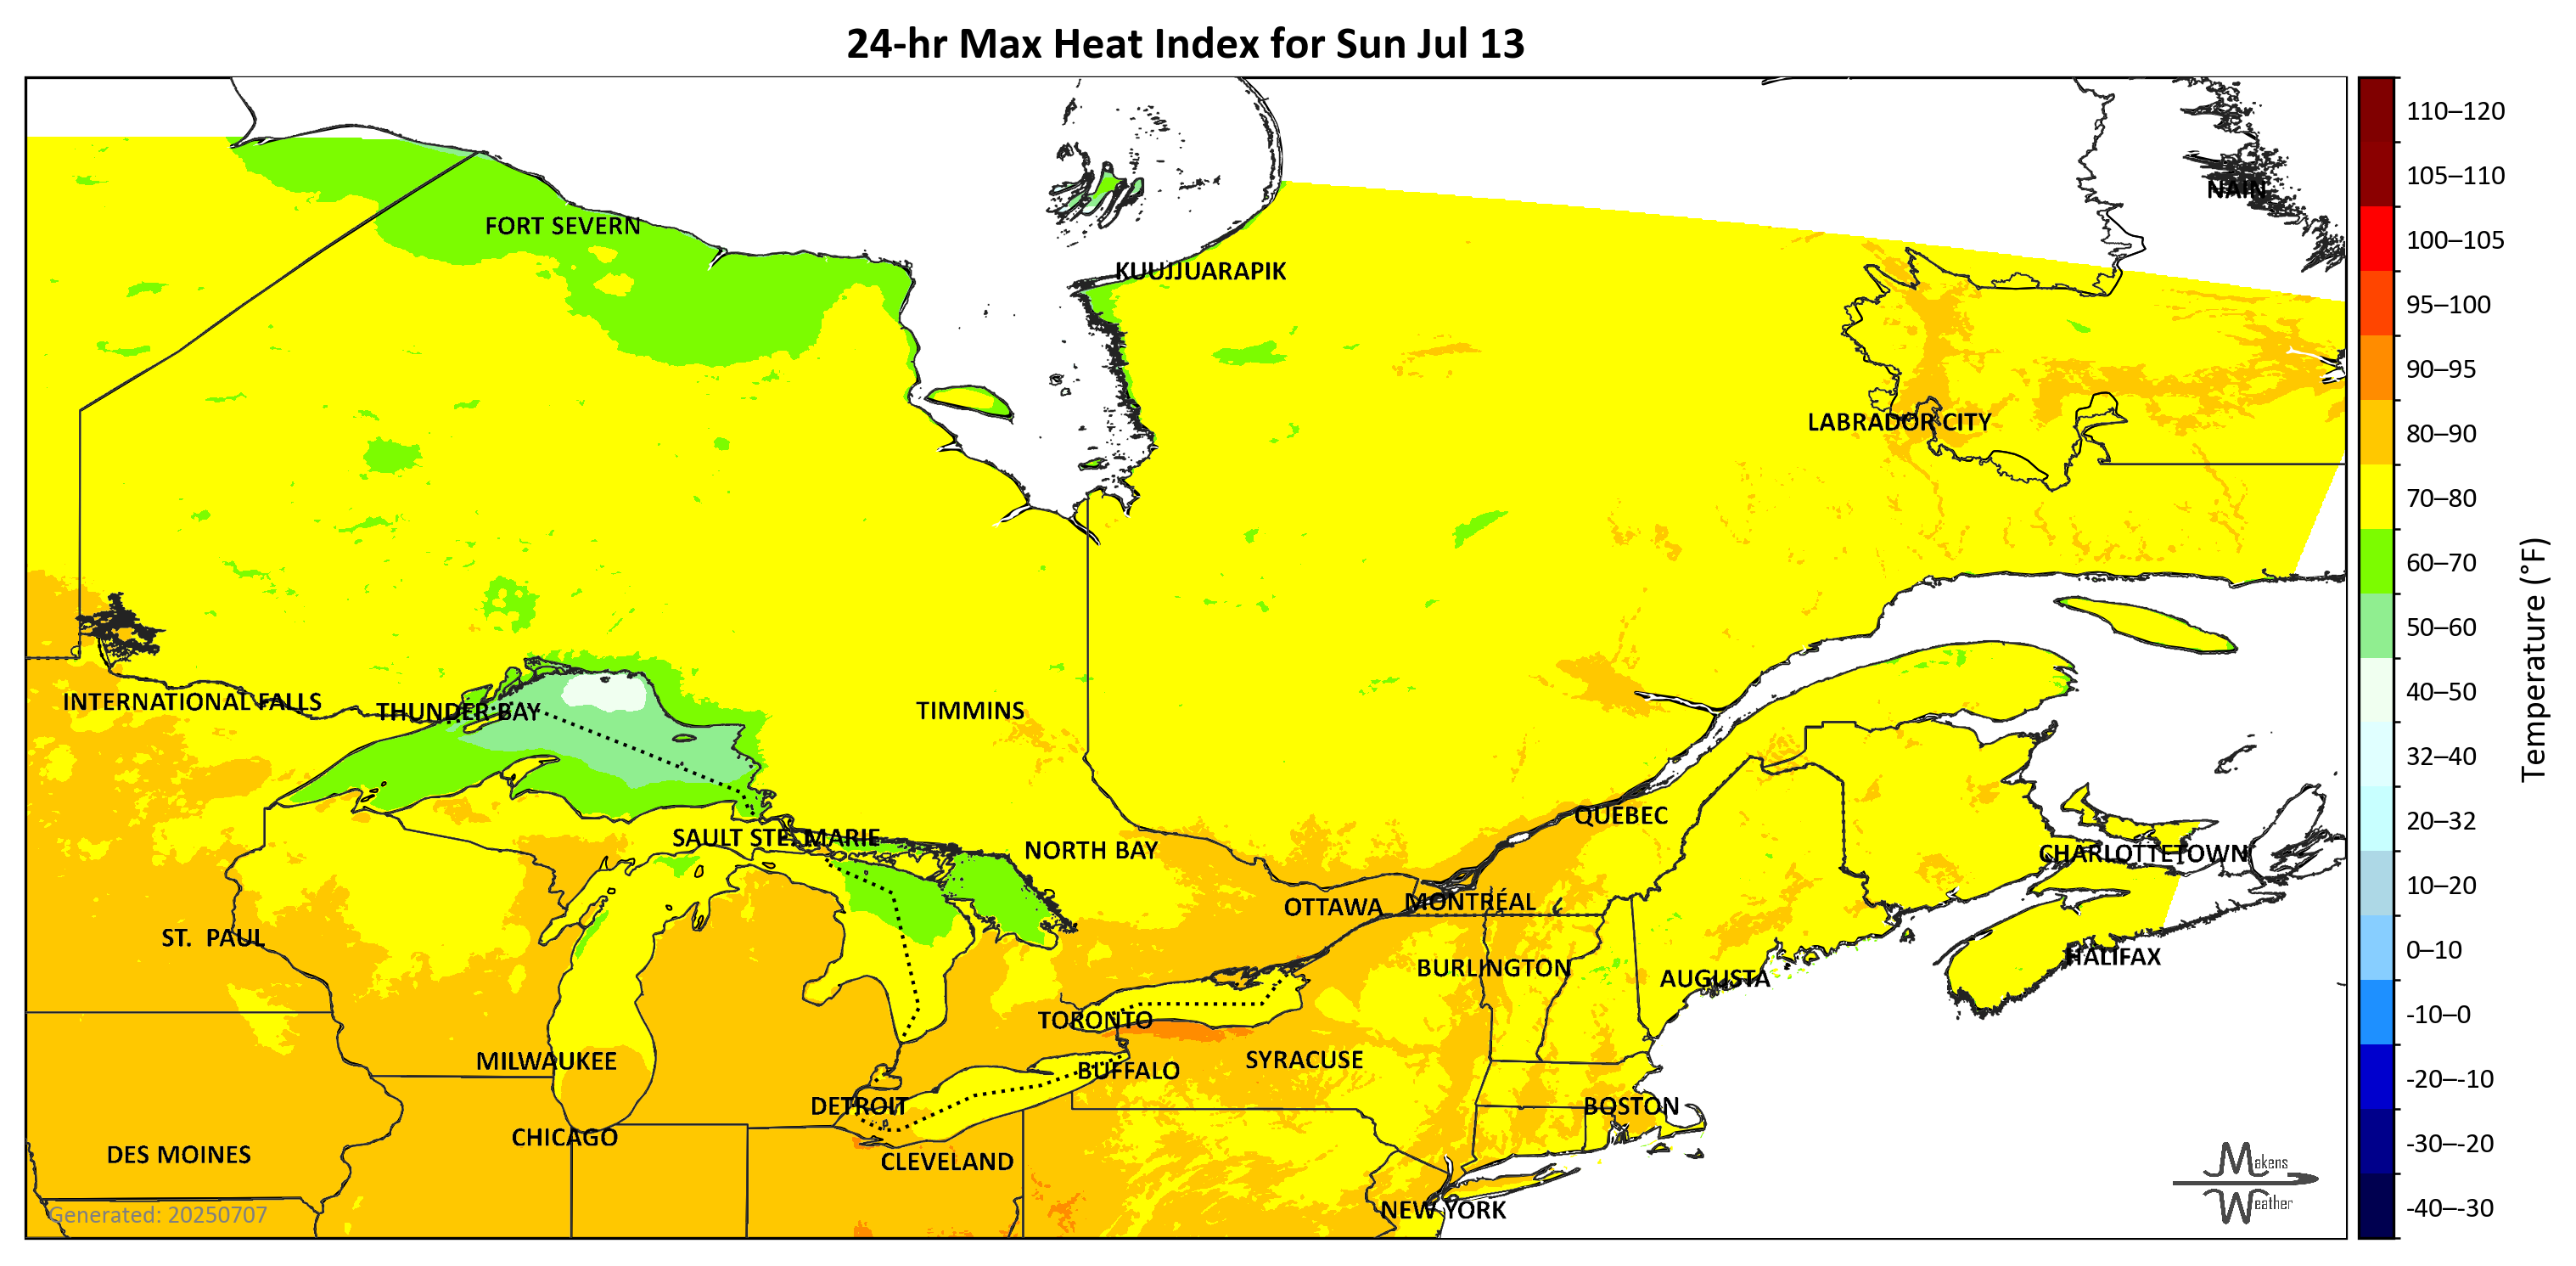 24-hr Max Heat Index for Sun Jul 13
110–120
105–110
NAIN
FORT SEVERN
100–105
KUUJJUARAPIK
95–100
90–95
LABRADOR CITY
80–90
70–80
60–70
50–60
INTERNATIONAL FALLS
THUNDER BAY
TIMMINS
40–50
32–40
Temperature (°F)
QUEBEC
20–32
SAULT STE. MARIE
NORTH BAY
CHARLOTTETOWN
10–20
OTTAWA
MONTRÉAL
ST. PAUL
BURLINGTON
AUGUSTA
HALIFAX
0–10
TORONTO
-10–0
MILWAUKEE
BUFFALO
SYRACUSE
-20–-10
DETROIT
BOSTON
CHICAGO
-30–-20
DES MOINES
CLEVELAND
Makens
Weather
NEW YORK
-40–-30
Generated: 20250707